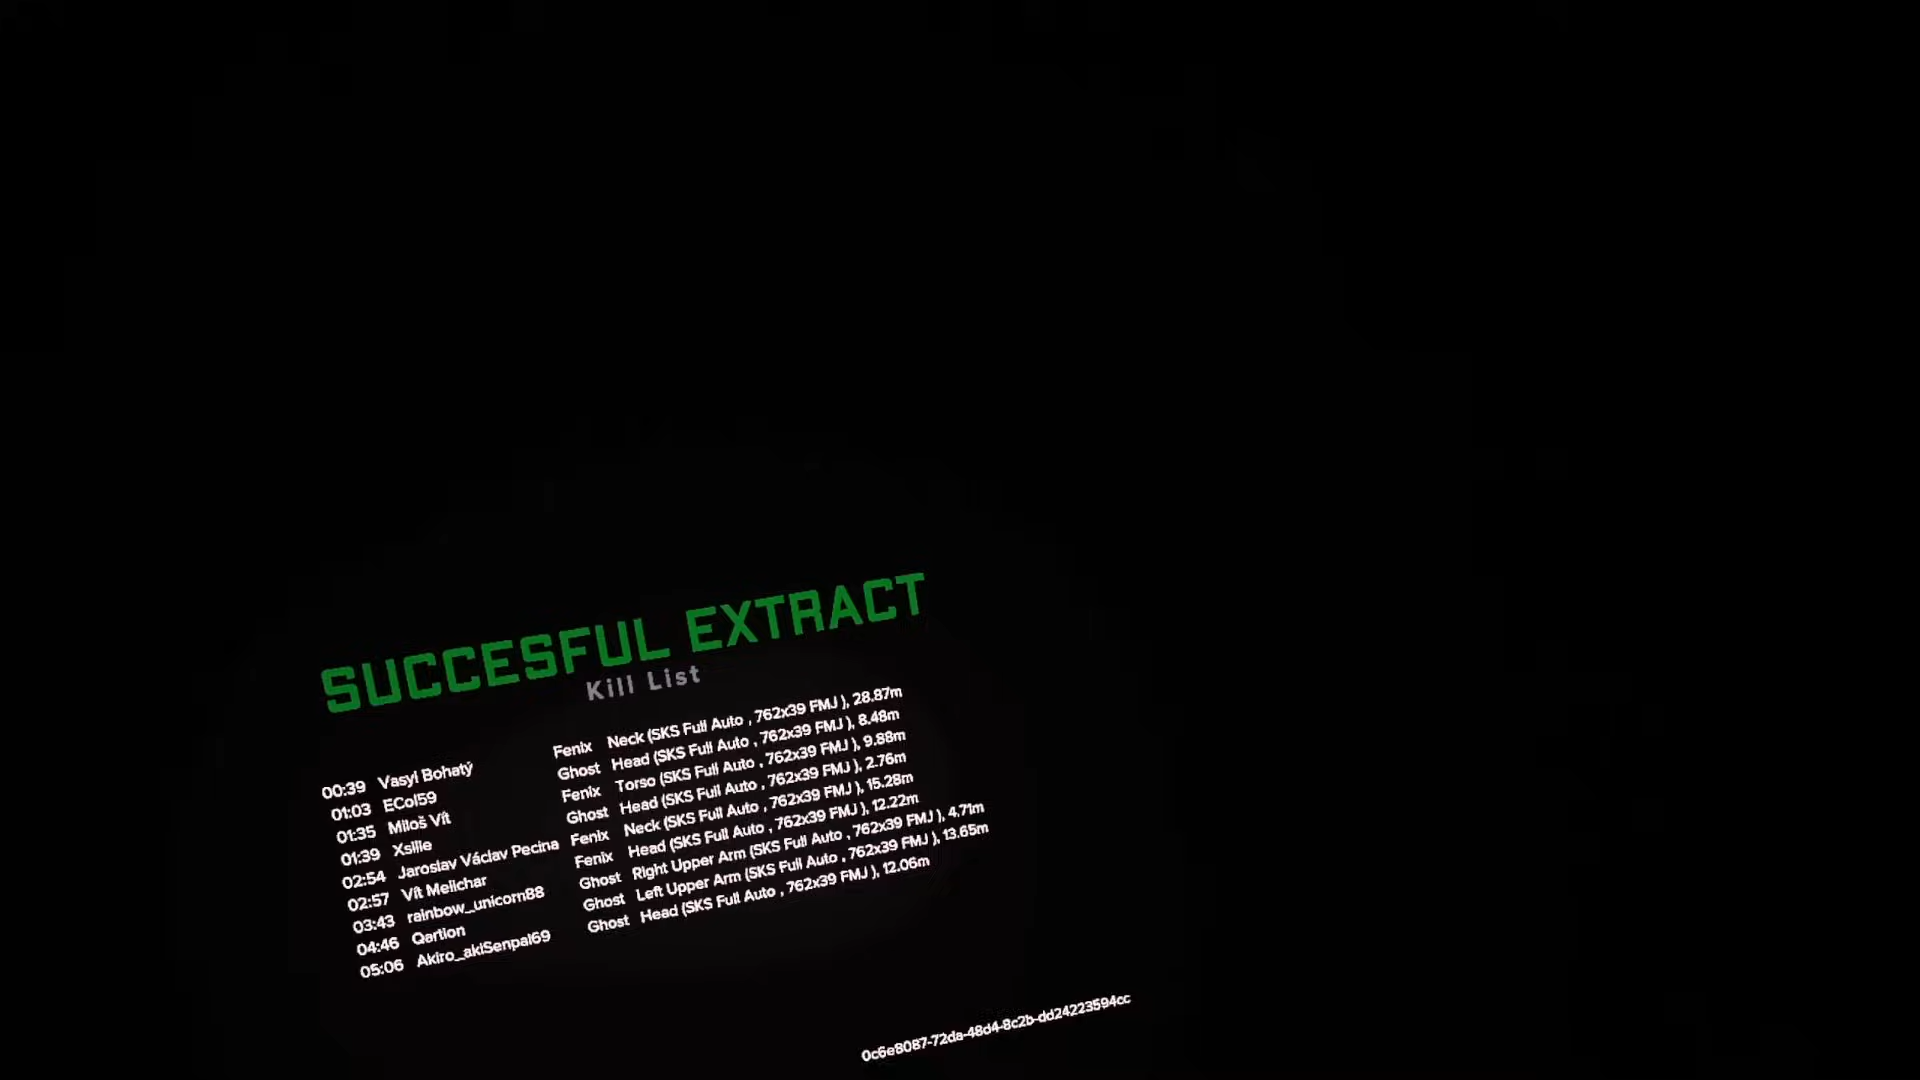 SUCCESFUL EXTRACT
Kill List
00:39 Vasyl Bohatý Fenix Neck (SKS Full Auto , 762x39 FMJ ), 28.87m
01:03 ECol59 Ghost Head (SKS Full Auto , 762x39 FMJ ), 8.48m
01:35 Miloš Vít Fenix Torso (SKS Full Auto , 762x39 FMJ ), 9.88m
01:39 Xsille Ghost Head (SKS Full Auto , 762x39 FMJ ), 2.76m
02:54 Jaroslav Václav Pecina Fenix Neck (SKS Full Auto , 762x39 FMJ ), 15.28m
02:57 Vít Melichar Fenix Head (SKS Full Auto , 762x39 FMJ ), 12.22m
03:43 rainbow_unicorn88 Ghost Right Upper Arm (SKS Full Auto , 762x39 FMJ ), 4.71m
04:46 Qartion Ghost Left Upper Arm (SKS Full Auto , 762x39 FMJ ), 13.65m
05:06 Akiro_akiSenpai69 Ghost Head (SKS Full Auto , 762x39 FMJ ), 12.06m
0c6e8087-72da-48d4-8c2b-dd24223594cc